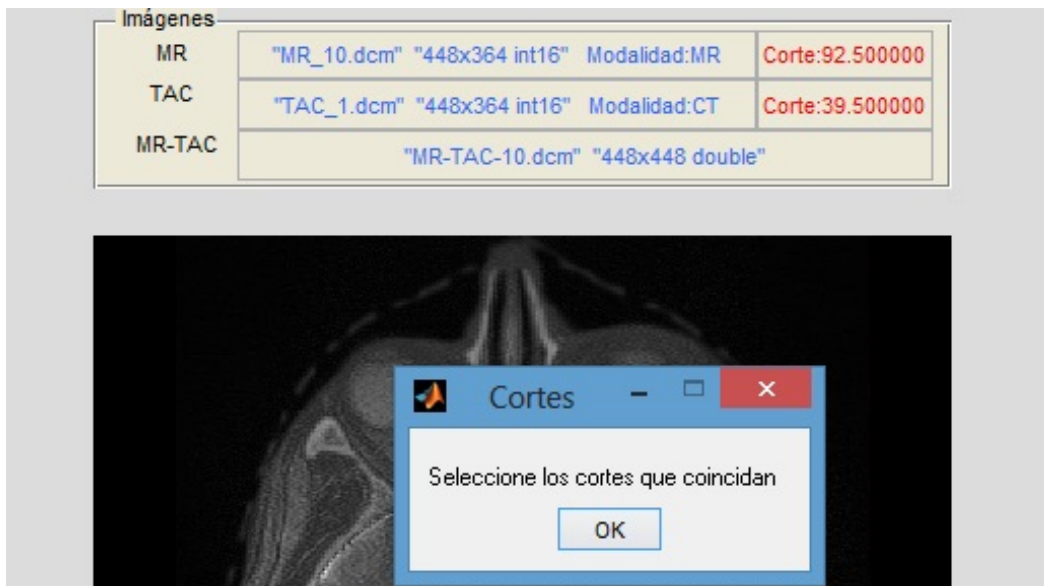 Imágenes
MR "MR_10.dcm" "448x364 int16" Modalidad:MR Corte:92.500000
TAC "TAC_1.dcm" "448x364 int16" Modalidad:CT Corte:39.500000
MR-TAC "MR-TAC-10.dcm" "448x448 double"
Cortes
Seleccione los cortes que coincidan
OK